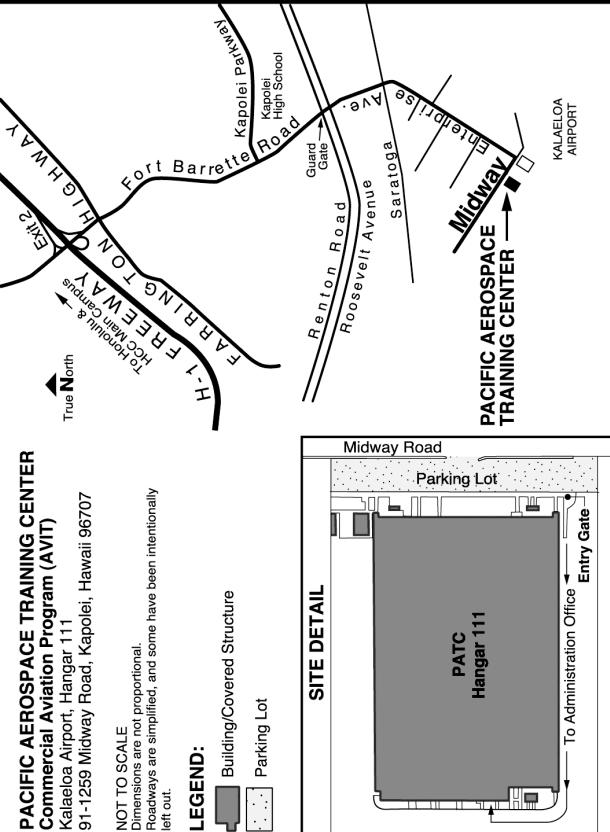 PACIFIC AEROSPACE TRAINING CENTER
Commercial Aviation Program (AVIT)
Kalaeloa Airport, Hangar 111
91-1259 Midway Road, Kapolei, Hawaii 96707
NOT TO SCALE
Dimensions are not proportional.
Roadways are simplified, and some have been intentionally
left out.
LEGEND:
Building/Covered Structure
Parking Lot
True North
To Honolulu &
HCC Main Campus
Exit 2
H-1 FREEWAY
FARRINGTON HIGHWAY
Fort Barrette Road
Kapolei Parkway
Kapolei
High School
Guard
Gate
Renton Road
Roosevelt Avenue
Saratoga
Enterprise Ave.
Midway
KALAELOA
AIRPORT
PACIFIC AEROSPACE
TRAINING CENTER
SITE DETAIL
Midway Road
Parking Lot
PATC
Hangar 111
Entry Gate
To Administration Office